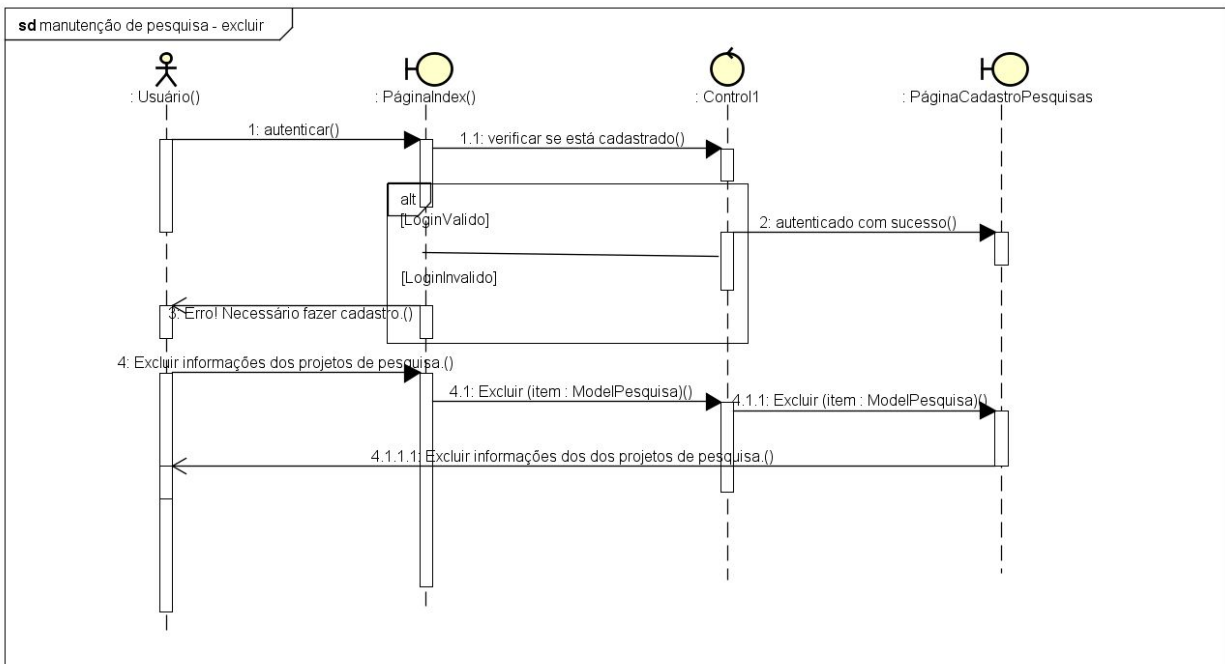 sd manutenção de pesquisa - excluir
: Usuário()
: PáginaIndex()
: Control1
: PáginaCadastroPesquisas
1: autenticar()
1.1: verificar se está cadastrado()
alt
[LoginValido]
2: autenticado com sucesso()
[LoginInvalido]
3: Erro! Necessário fazer cadastro.()
4: Excluir informações dos projetos de pesquisa.()
4.1: Excluir (item : ModelPesquisa)()
4.1.1: Excluir (item : ModelPesquisa)()
4.1.1.1: Excluir informações dos dos projetos de pesquisa.()